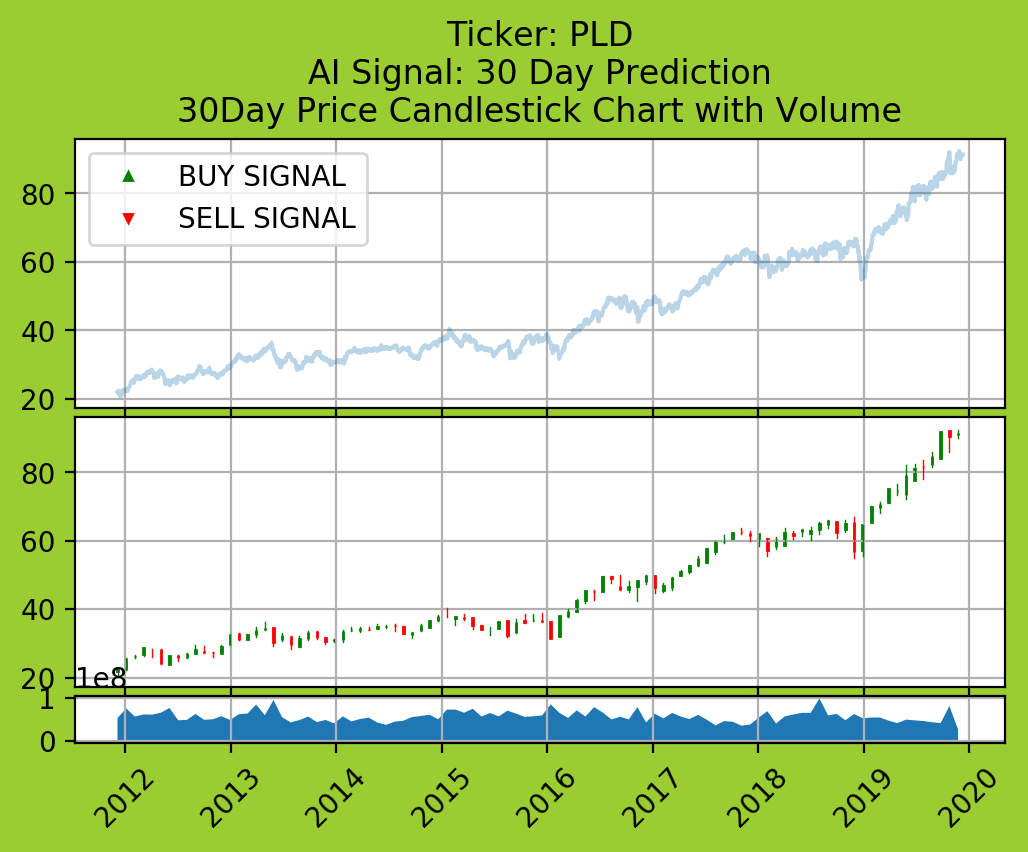 Ticker: PLD
AI Signal: 30 Day Prediction
30Day Price Candlestick Chart with Volume
BUY SIGNAL
SELL SIGNAL
80
60
40
20
80
60
40
20
1e8
1
0
2012 2013 2014 2015 2016 2017 2018 2019 2020